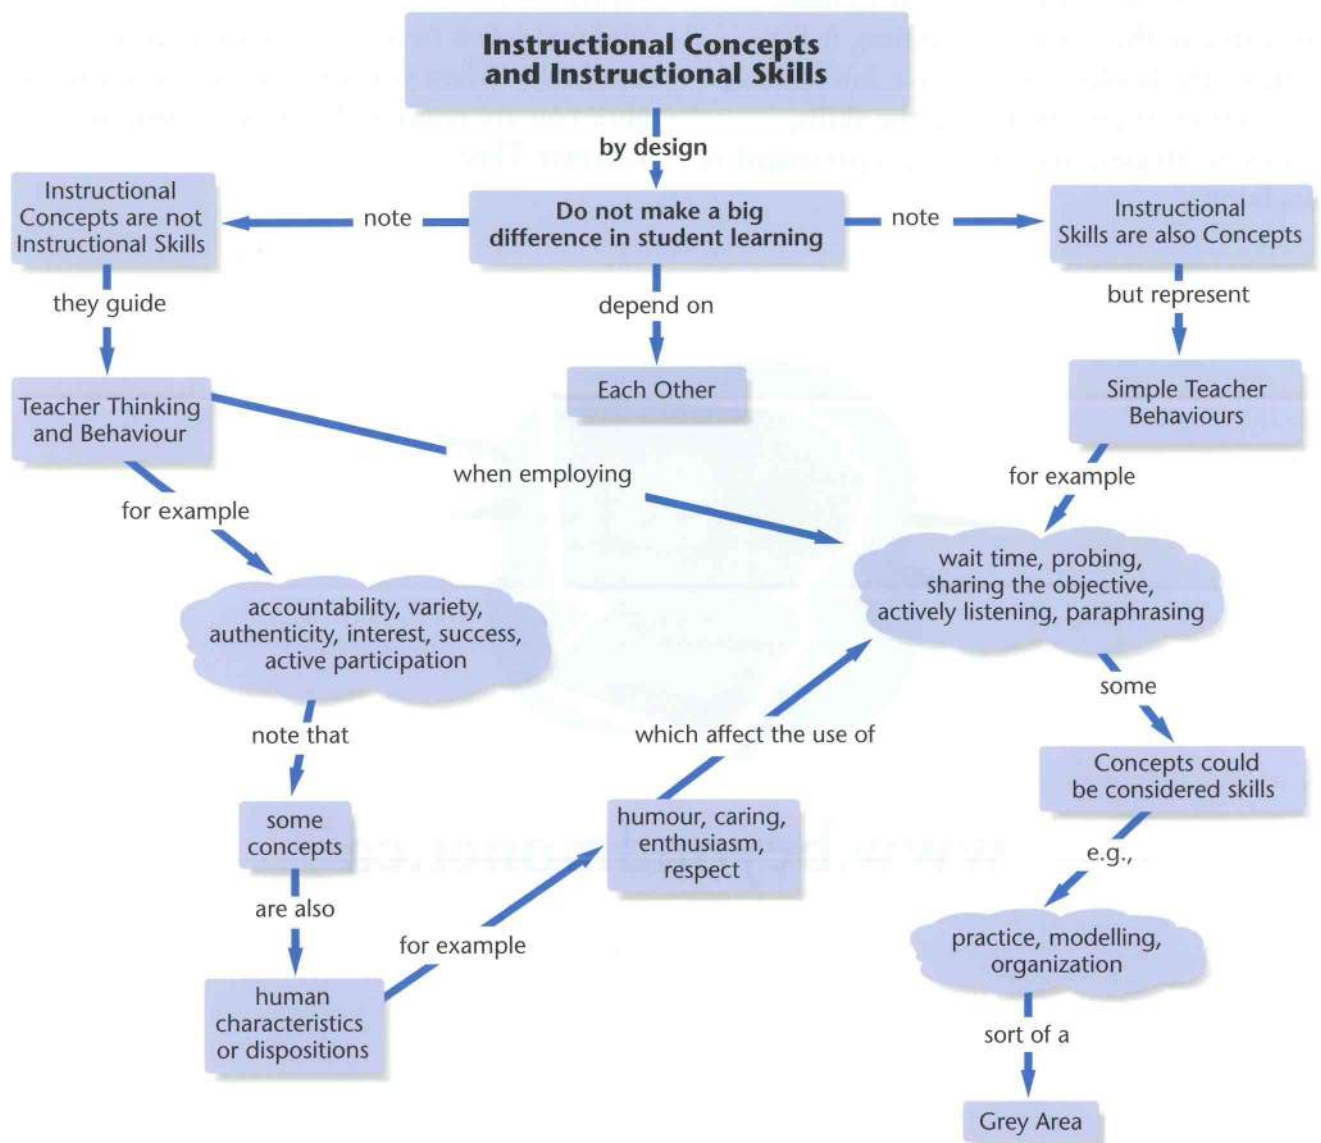 Instructional Concepts
and Instructional Skills
by design
Instructional
Concepts are not
Instructional Skills
note
Do not make a big
difference in student learning
note
Instructional
Skills are also Concepts
they guide
depend on
but represent
Teacher Thinking
and Behaviour
Each Other
Simple Teacher
Behaviours
when employing
for example
for example
wait time, probing,
sharing the objective,
actively listening, paraphrasing
accountability, variety,
authenticity, interest, success,
active participation
some
note that
which affect the use of
Concepts could
be considered skills
some
concepts
humour, caring,
enthusiasm,
respect
e.g.,
are also
for example
practice, modelling,
organization
human
characteristics
or dispositions
sort of a
Grey Area